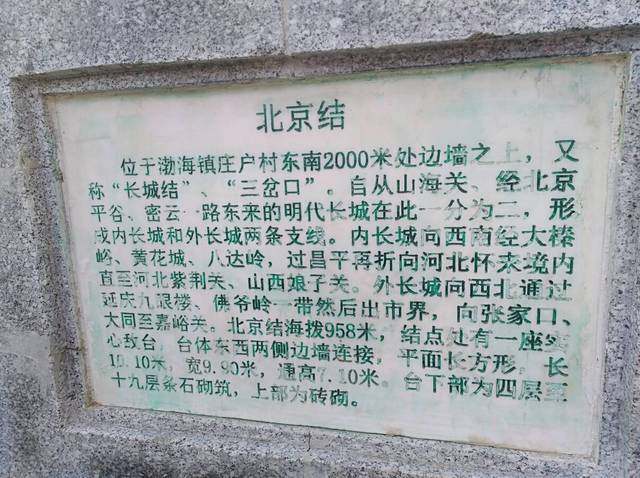 北京结
位于渤海镇庄户村东南2000米处边墙之上，又
称“长城结”、“三岔口”。自从山海关、经北京
平谷、密云一路东来的明代长城在此一分为二，形
成内长城和外长城两条支线。内长城向西南经大榛
峪、黄花城、八达岭，过昌平再折向河北怀来境内
直至河北紫荆关、山西娘子关。外长城向西北通过
延庆九眼楼、佛爷岭一带然后出市界，向张家口、
大同至嘉峪关。北京结海拨958米，结点处有一座实
心敌台，台体东西两侧边墙连接，平面长方形，长
10.10米，宽9.90米，通高7.10米。台下部为四层至
十九层条石砌筑，上部为砖砌。